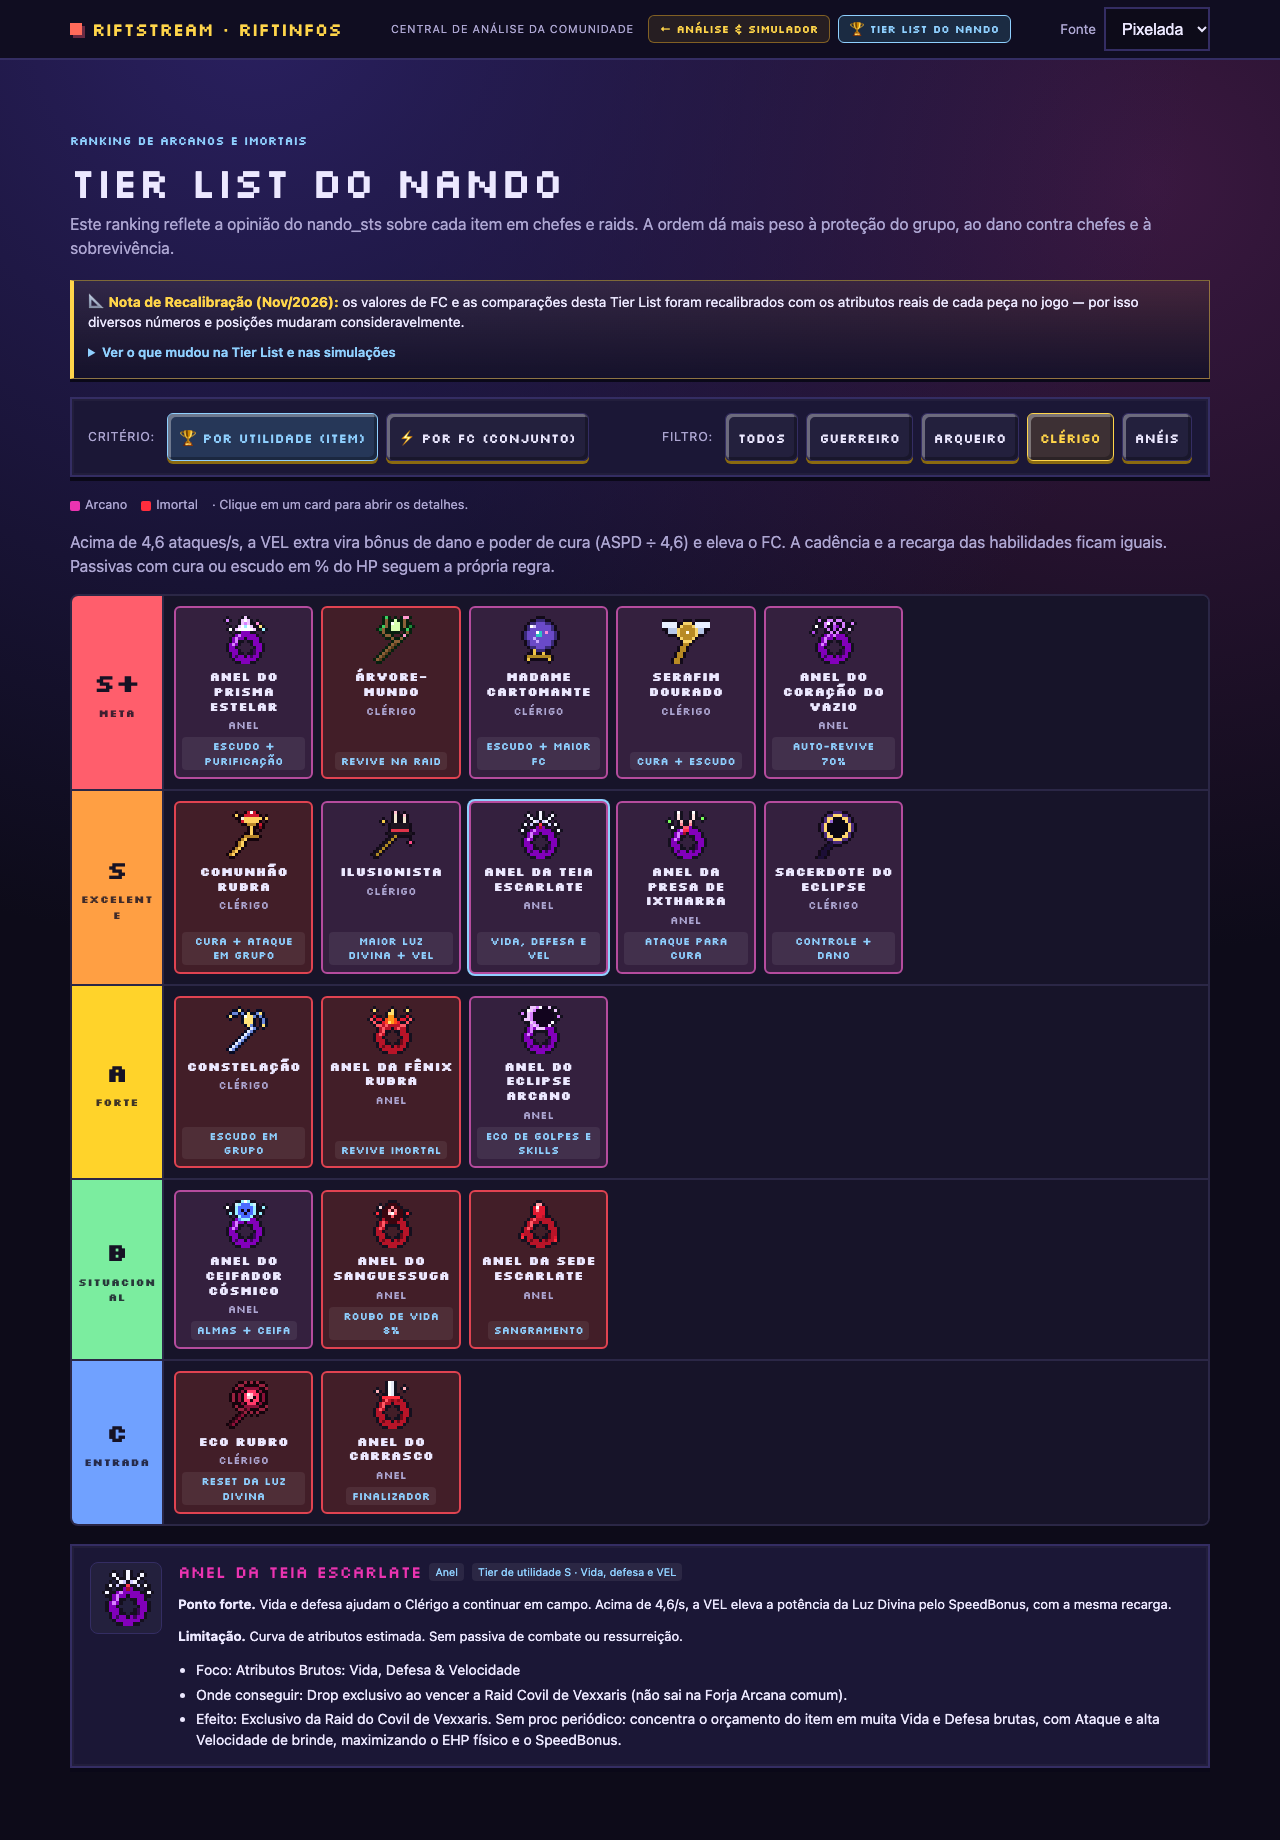 RIFTSTREAM · RIFTINFOS
CENTRAL DE ANÁLISE DA COMUNIDADE
← ANÁLISE & SIMULADOR
🏆 TIER LIST DO NANDO
Fonte
Pixelada
RANKING DE ARCANOS E IMORTAIS
TIER LIST DO NANDO
Este ranking reflete a opinião do nando_sts sobre cada item em chefes e raids. A ordem dá mais peso à proteção do grupo, ao dano contra chefes e à
sobrevivência.
📐 Nota de Recalibração (Nov/2026): os valores de FC e as comparações desta Tier List foram recalibrados com os atributos reais de cada peça no jogo — por isso
diversos números e posições mudaram consideravelmente.
▶ Ver o que mudou na Tier List e nas simulações
CRITÉRIO:
🏆 POR UTILIDADE (ITEM)
⚡ POR FC (CONJUNTO)
FILTRO:
TODOS
GUERREIRO
ARQUEIRO
CLÉRIGO
ANÉIS
Arcano
Imortal
· Clique em um card para abrir os detalhes.
Acima de 4,6 ataques/s, a VEL extra vira bônus de dano e poder de cura (ASPD ÷ 4,6) e eleva o FC. A cadência e a recarga das habilidades ficam iguais.
Passivas com cura ou escudo em % do HP seguem a própria regra.
S+
META
ANEL DO
PRISMA
ESTELAR
ANEL
ESCUDO +
PURIFICAÇÃO
ÁRVORE-
MUNDO
CLÉRIGO
REVIVE NA RAID
MADAME
CARTOMANTE
CLÉRIGO
ESCUDO + MAIOR
FC
SERAFIM
DOURADO
CLÉRIGO
CURA + ESCUDO
ANEL DO
CORAÇÃO DO
VAZIO
ANEL
AUTO-REVIVE
70%
S
EXCELENT
E
COMUNHÃO
RUBRA
CLÉRIGO
CURA + ATAQUE
EM GRUPO
ILUSIONISTA
CLÉRIGO
MAIOR LUZ
DIVINA + VEL
ANEL DA TEIA
ESCARLATE
ANEL
VIDA, DEFESA E
VEL
ANEL DA
PRESA DE
IXTHARRA
ANEL
ATAQUE PARA
CURA
SACERDOTE DO
ECLIPSE
CLÉRIGO
CONTROLE +
DANO
A
FORTE
CONSTELAÇÃO
CLÉRIGO
ESCUDO EM
GRUPO
ANEL DA FÊNIX
RUBRA
ANEL
REVIVE IMORTAL
ANEL DO
ECLIPSE
ARCANO
ANEL
ECO DE GOLPES E
SKILLS
B
SITUACION
AL
ANEL DO
CEIFADOR
CÓSMICO
ANEL
ALMAS + CEIFA
ANEL DO
SANGUESSUGA
ANEL
ROUBO DE VIDA
8%
ANEL DA SEDE
ESCARLATE
ANEL
SANGRAMENTO
C
ENTRADA
ECO RUBRO
CLÉRIGO
RESET DA LUZ
DIVINA
ANEL DO
CARRASCO
ANEL
FINALIZADOR
ANEL DA TEIA ESCARLATE
Anel
Tier de utilidade S · Vida, defesa e VEL
Ponto forte. Vida e defesa ajudam o Clérigo a continuar em campo. Acima de 4,6/s, a VEL eleva a potência da Luz Divina pelo SpeedBonus, com a mesma recarga.
Limitação. Curva de atributos estimada. Sem passiva de combate ou ressurreição.
• Foco: Atributos Brutos: Vida, Defesa & Velocidade
• Onde conseguir: Drop exclusivo ao vencer a Raid Covil de Vexxaris (não sai na Forja Arcana comum).
• Efeito: Exclusivo da Raid do Covil de Vexxaris. Sem proc periódico: concentra o orçamento do item em muita Vida e Defesa brutas, com Ataque e alta
Velocidade de brinde, maximizando o EHP físico e o SpeedBonus.